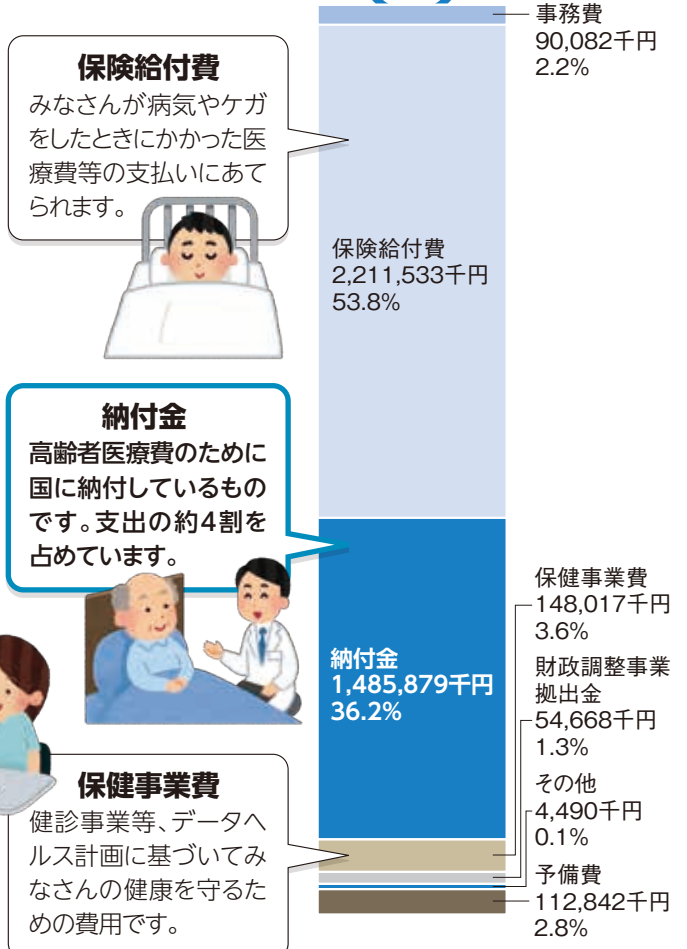 事務費
90,082千円
2.2%
保険給付費
みなさんが病気やケガ
をしたときにかかった医
療費等の支払いにあて
られます。
保険給付費
2,211,533千円
53.8%
納付金
高齢者医療費のために
国に納付しているもの
です。支出の約4割を
占めています。
納付金
1,485,879千円
36.2%
保健事業費
148,017千円
3.6%
財政調整事業
拠出金
54,668千円
1.3%
その他
4,490千円
0.1%
予備費
112,842千円
2.8%
保健事業費
健診事業等、データヘ
ルス計画に基づいてみ
なさんの健康を守るた
めの費用です。